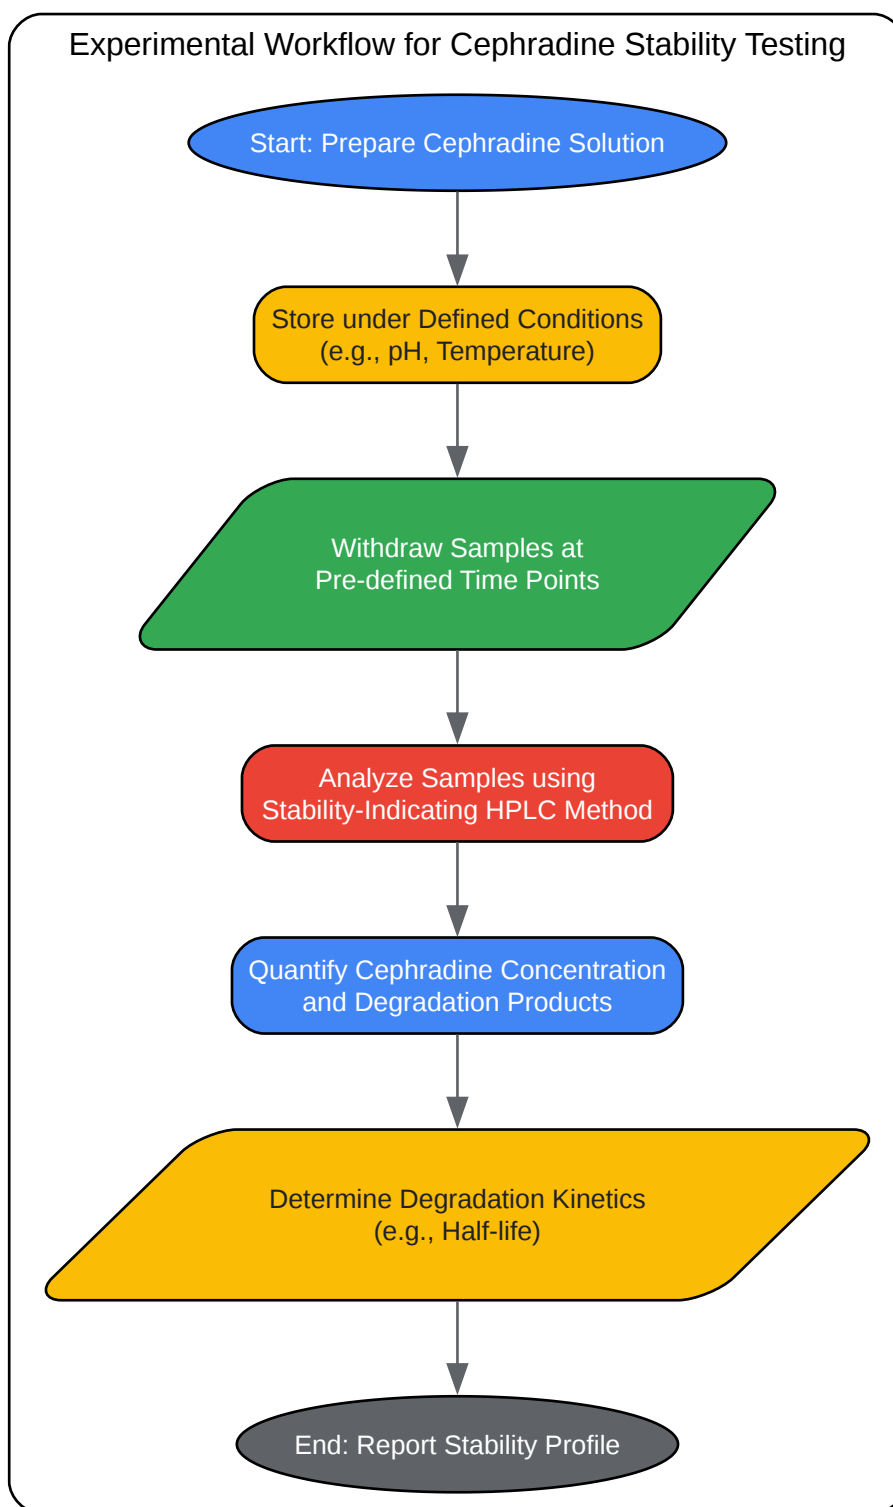 Experimental Workflow for Cephradine Stability Testing
Start: Prepare Cephradine Solution
Store under Defined Conditions
(e.g., pH, Temperature)
Withdraw Samples at
Pre-defined Time Points
Analyze Samples using
Stability-Indicating HPLC Method
Quantify Cephradine Concentration
and Degradation Products
Determine Degradation Kinetics
(e.g., Half-life)
End: Report Stability Profile